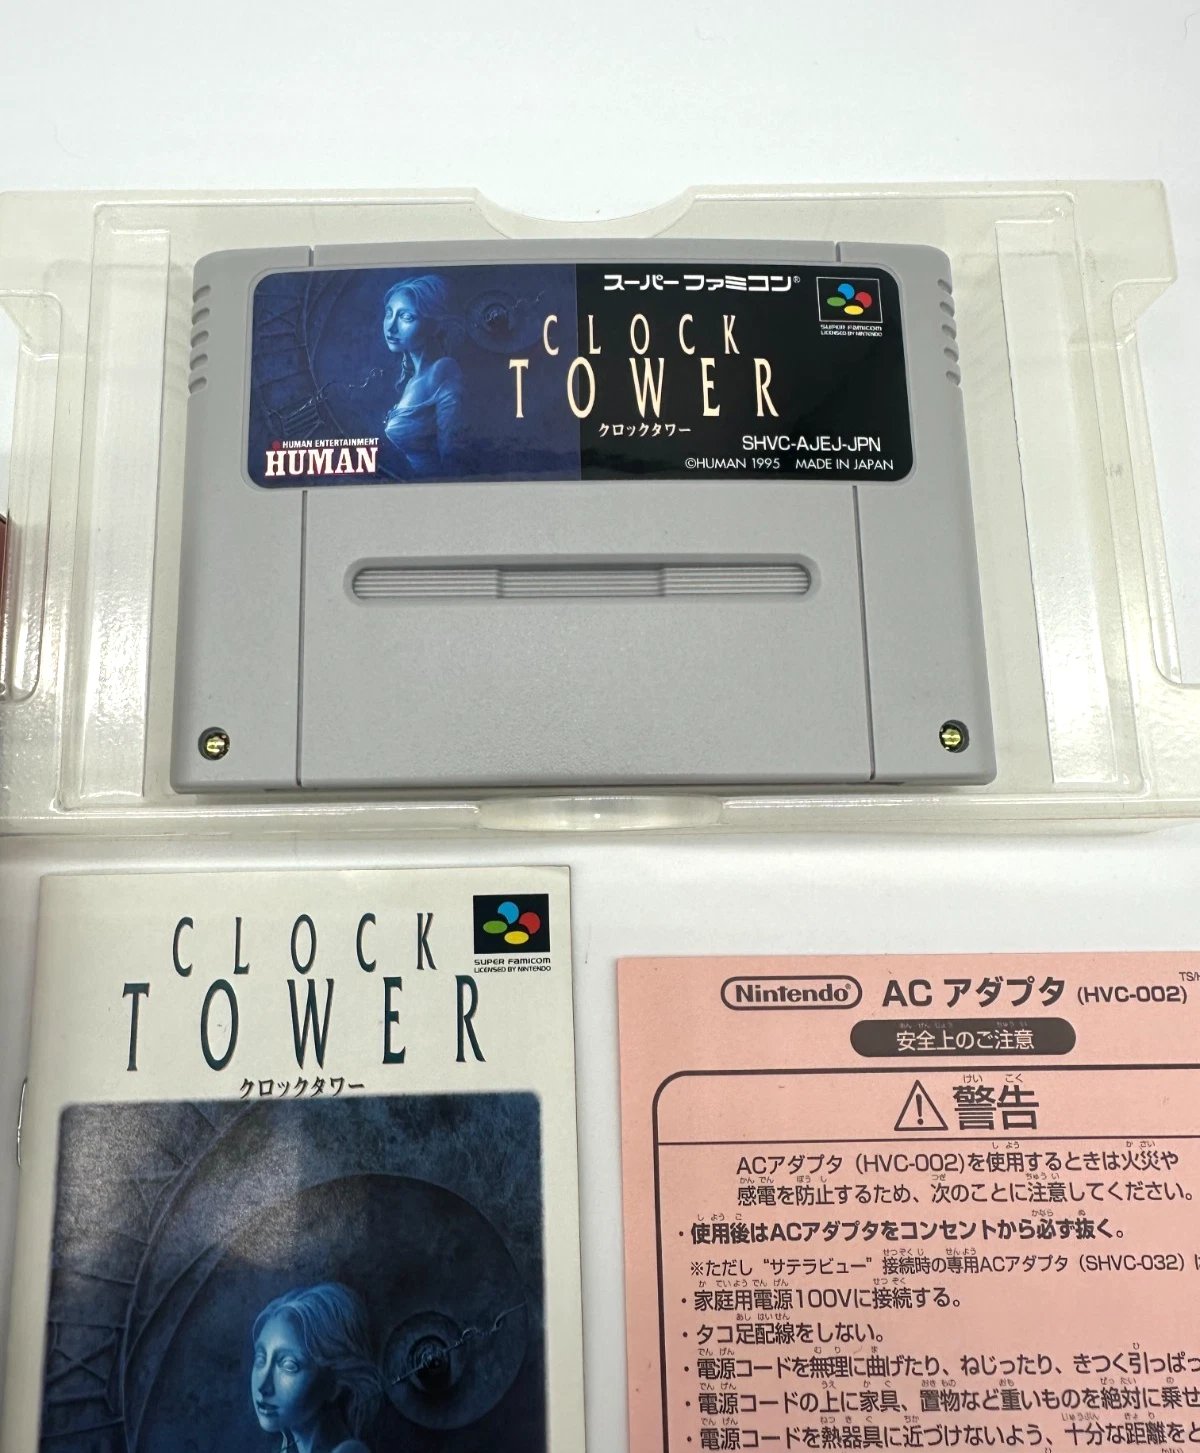 スーパーファミコン®
SUPER FAMICOM
LICENSED BY NINTENDO
CLOCK
TOWER
クロックタワー
HUMAN ENTERTAINMENT
HUMAN
SHVC-AJEJ-JPN
©HUMAN 1995 MADE IN JAPAN
CLOCK
TOWER
クロックタワー
SUPER FAMICOM
LICENSED BY NINTENDO
Nintendo® ACアダプタ (HVC-002)
安全上のご注意
警告
ACアダプタ (HVC-002)を使用するときは火災や
感電を防止するため、次のことに注意してください。
・使用後はACアダプタをコンセントから必ず抜く。
※ただし“サテラビュー”接続時の専用ACアダプタ (SHVC-032)
・家庭用電源100Vに接続する。
・タコ足配線をしない。
・電源コードを無理に曲げたり、ねじったり、きつく引っぱっ
・電源コードの上に家具、置物など重いものを絶対に乗せ
・電源コードを熱器具に近づけないよう、十分な距離をと